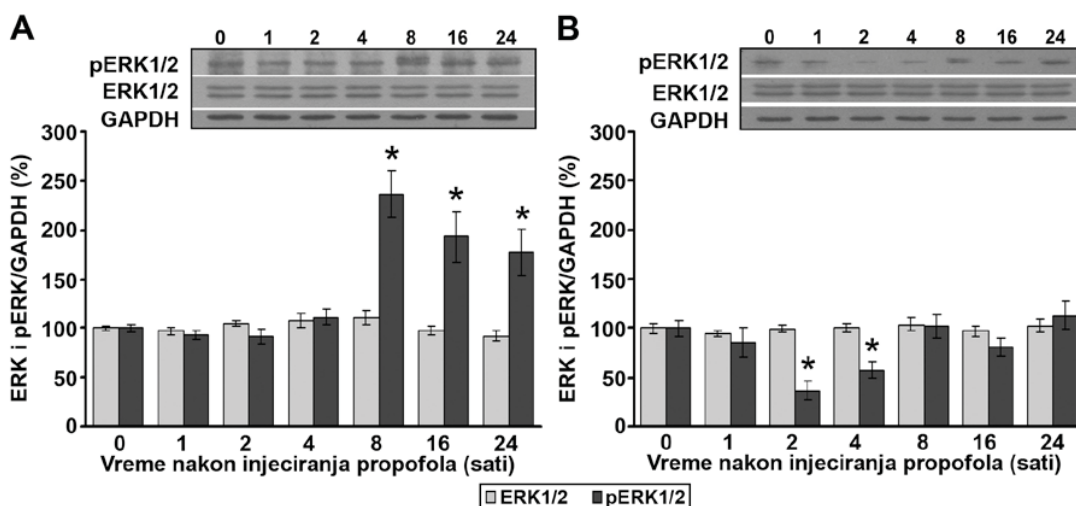 A
0 1 2 4 8 16 24
pERK1/2
ERK1/2
GAPDH
300
250
200
150
100
50
0
ERK i pERK/GAPDH (%)
* * *
0 1 2 4 8 16 24
Vreme nakon injeciranja propofola (sati)
B
0 1 2 4 8 16 24
pERK1/2
ERK1/2
GAPDH
300
250
200
150
100
50
0
ERK i pERK/GAPDH (%)
* *
0 1 2 4 8 16 24
Vreme nakon injeciranja propofola (sati)
ERK1/2 pERK1/2